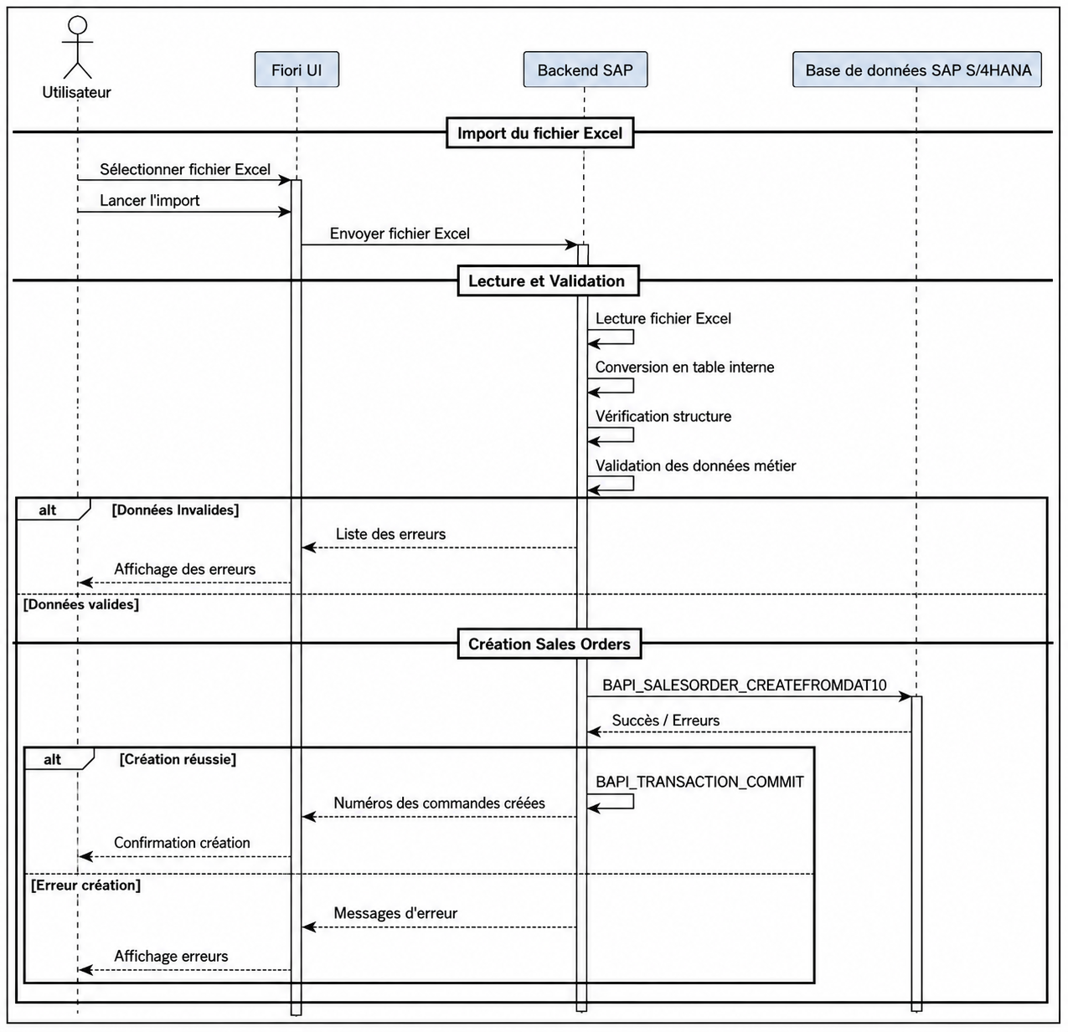 Utilisateur
Fiori UI
Backend SAP
Base de données SAP S/4HANA
Import du fichier Excel
Sélectionner fichier Excel
Lancer l'import
Envoyer fichier Excel
Lecture et Validation
Lecture fichier Excel
Conversion en table interne
Vérification structure
Validation des données métier
alt
[Données Invalides]
Liste des erreurs
Affichage des erreurs
[Données valides]
Création Sales Orders
BAPI_SALESORDER_CREATEFROMDAT10
Succès / Erreurs
alt
[Création réussie]
BAPI_TRANSACTION_COMMIT
Numéros des commandes créées
Confirmation création
[Erreur création]
Messages d'erreur
Affichage erreurs